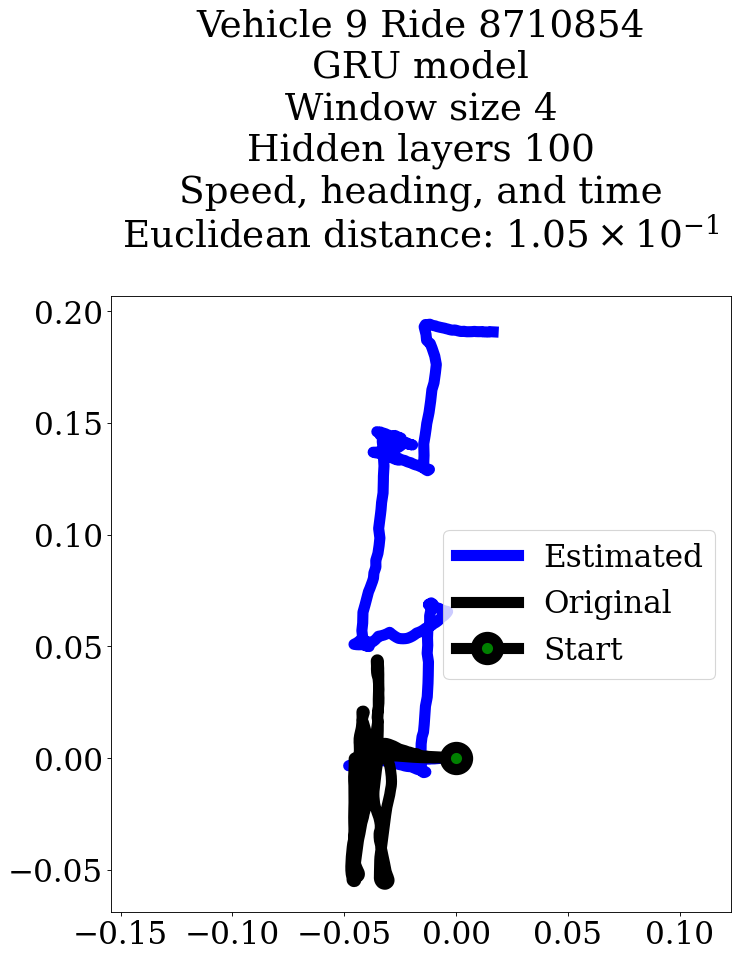 Vehicle 9 Ride 8710854
GRU model
Window size 4
Hidden layers 100
Speed, heading, and time
Euclidean distance: 1.05 × 10⁻¹
0.20
0.15
0.10
0.05
0.00
−0.05
Estimated
Original
Start
−0.15 −0.10 −0.05 0.00 0.05 0.10